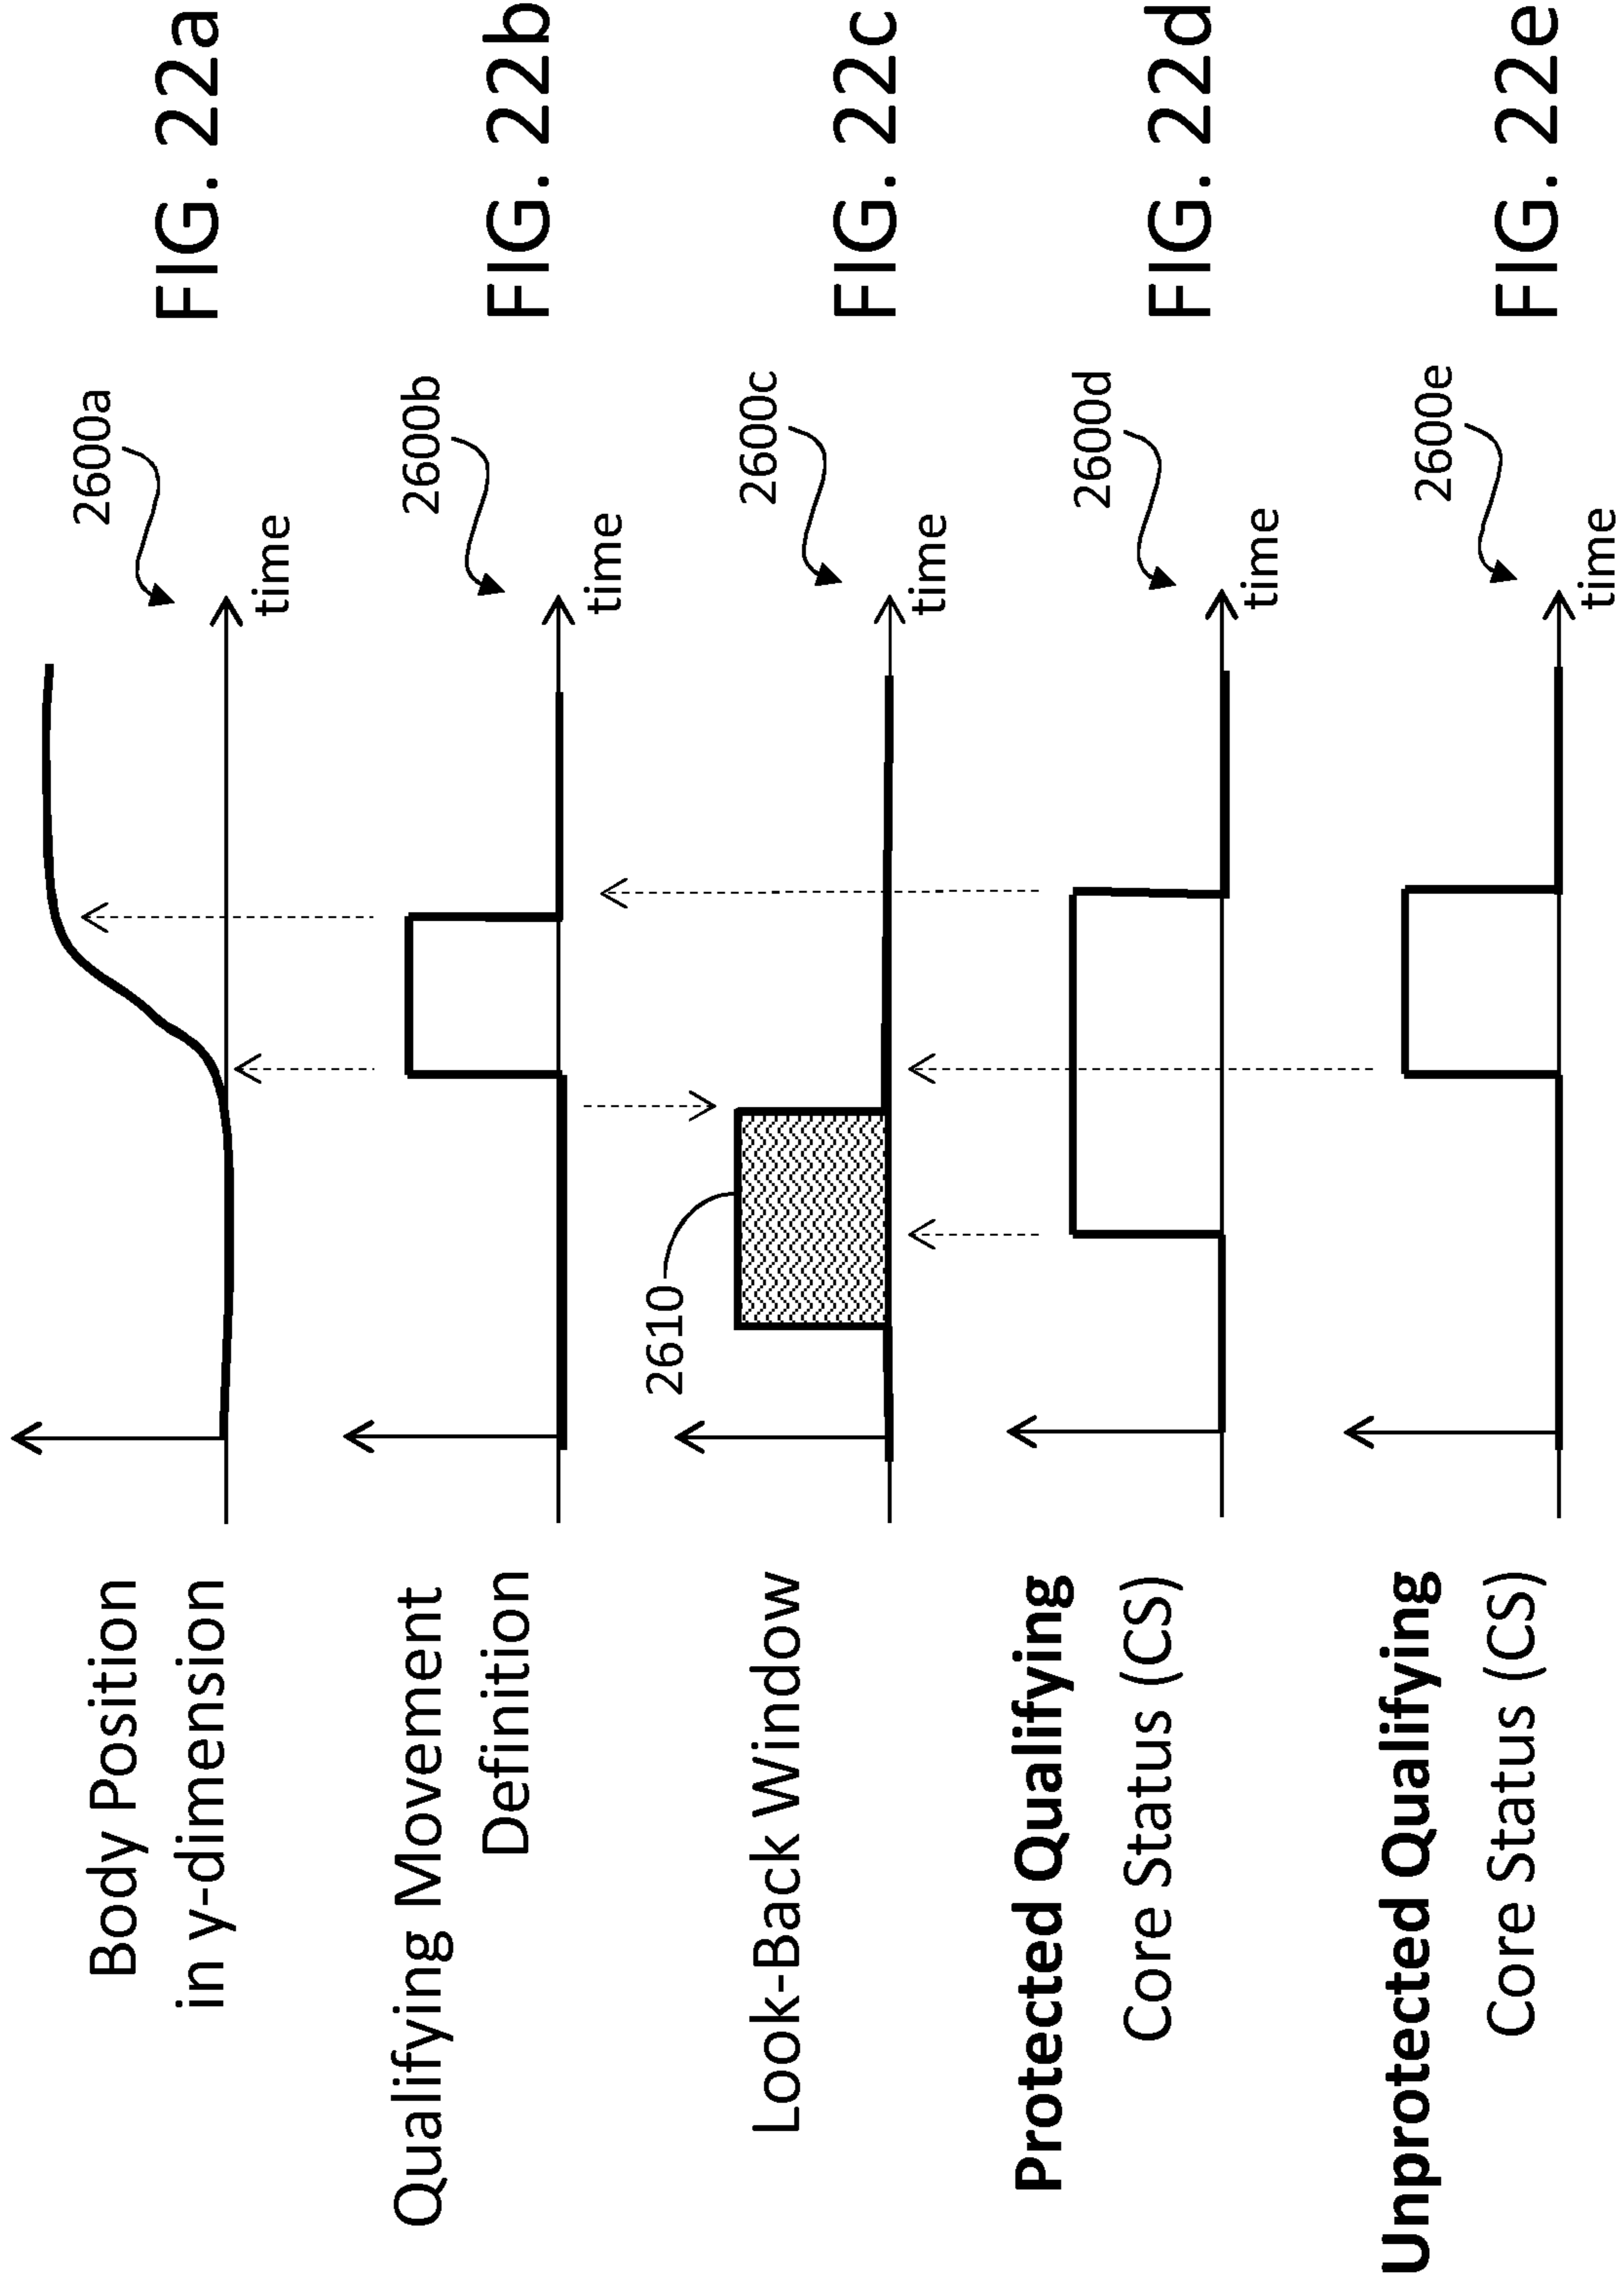 Body Position
in y-dimension
time
2600a
FIG. 22a
Qualifying Movement
Definition
time
2600b
FIG. 22b
Look-Back Window
2610
time
2600c
FIG. 22c
Protected Qualifying
Core Status (CS)
time
2600d
FIG. 22d
Unprotected Qualifying
Core Status (CS)
time
2600e
FIG. 22e